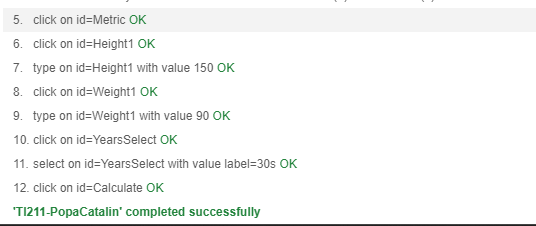 5. click on id=Metric OK
6. click on id=Height1 OK
7. type on id=Height1 with value 150 OK
8. click on id=Weight1 OK
9. type on id=Weight1 with value 90 OK
10. click on id=YearsSelect OK
11. select on id=YearsSelect with value label=30s OK
12. click on id=Calculate OK
'TI211-PopaCatalin' completed successfully